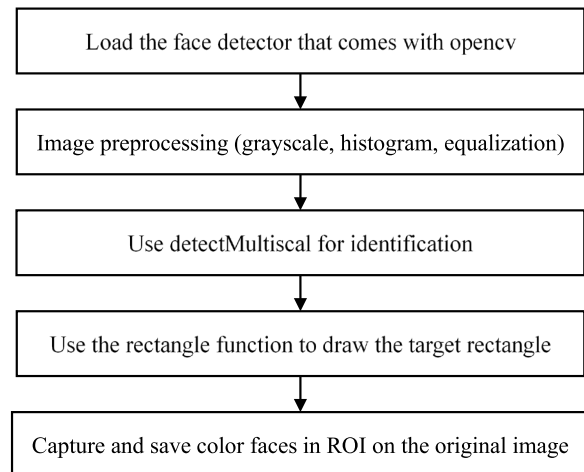 Load the face detector that comes with opencv
Image preprocessing (grayscale, histogram, equalization)
Use detectMultiscal for identification
Use the rectangle function to draw the target rectangle
Capture and save color faces in ROI on the original image